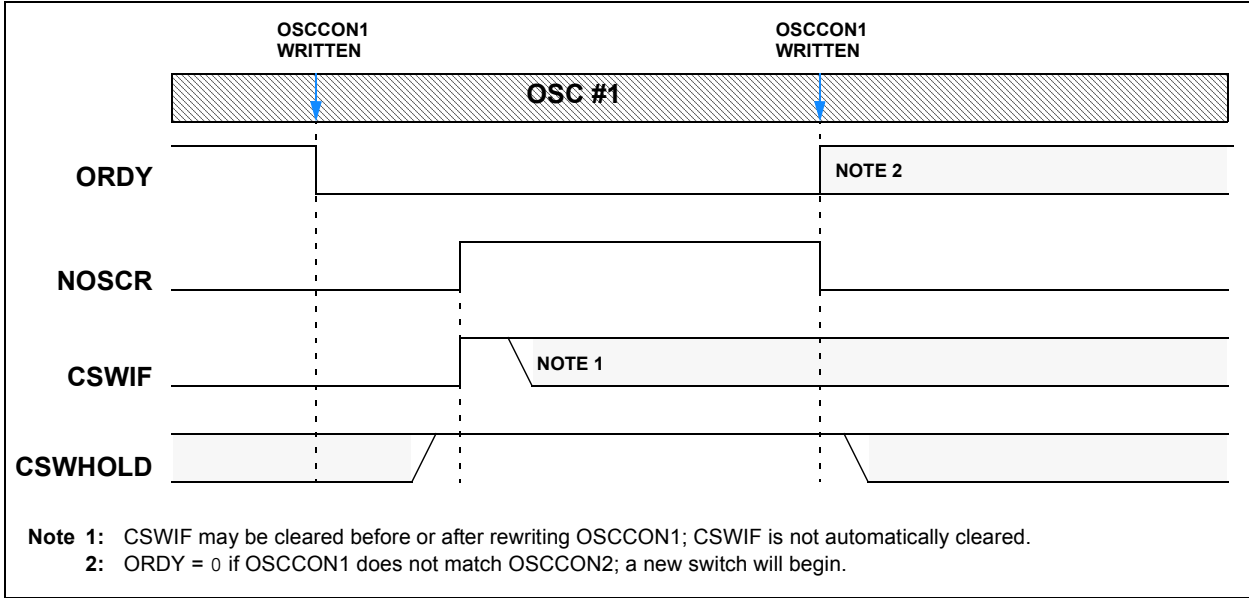 OSCCON1
WRITTEN
OSCCON1
WRITTEN
OSC #1
ORDY
NOTE 2
NOSCR
CSWIF
NOTE 1
CSWHOLD
Note 1: CSWIF may be cleared before or after rewriting OSCCON1; CSWIF is not automatically cleared.
2: ORDY = 0 if OSCCON1 does not match OSCCON2; a new switch will begin.